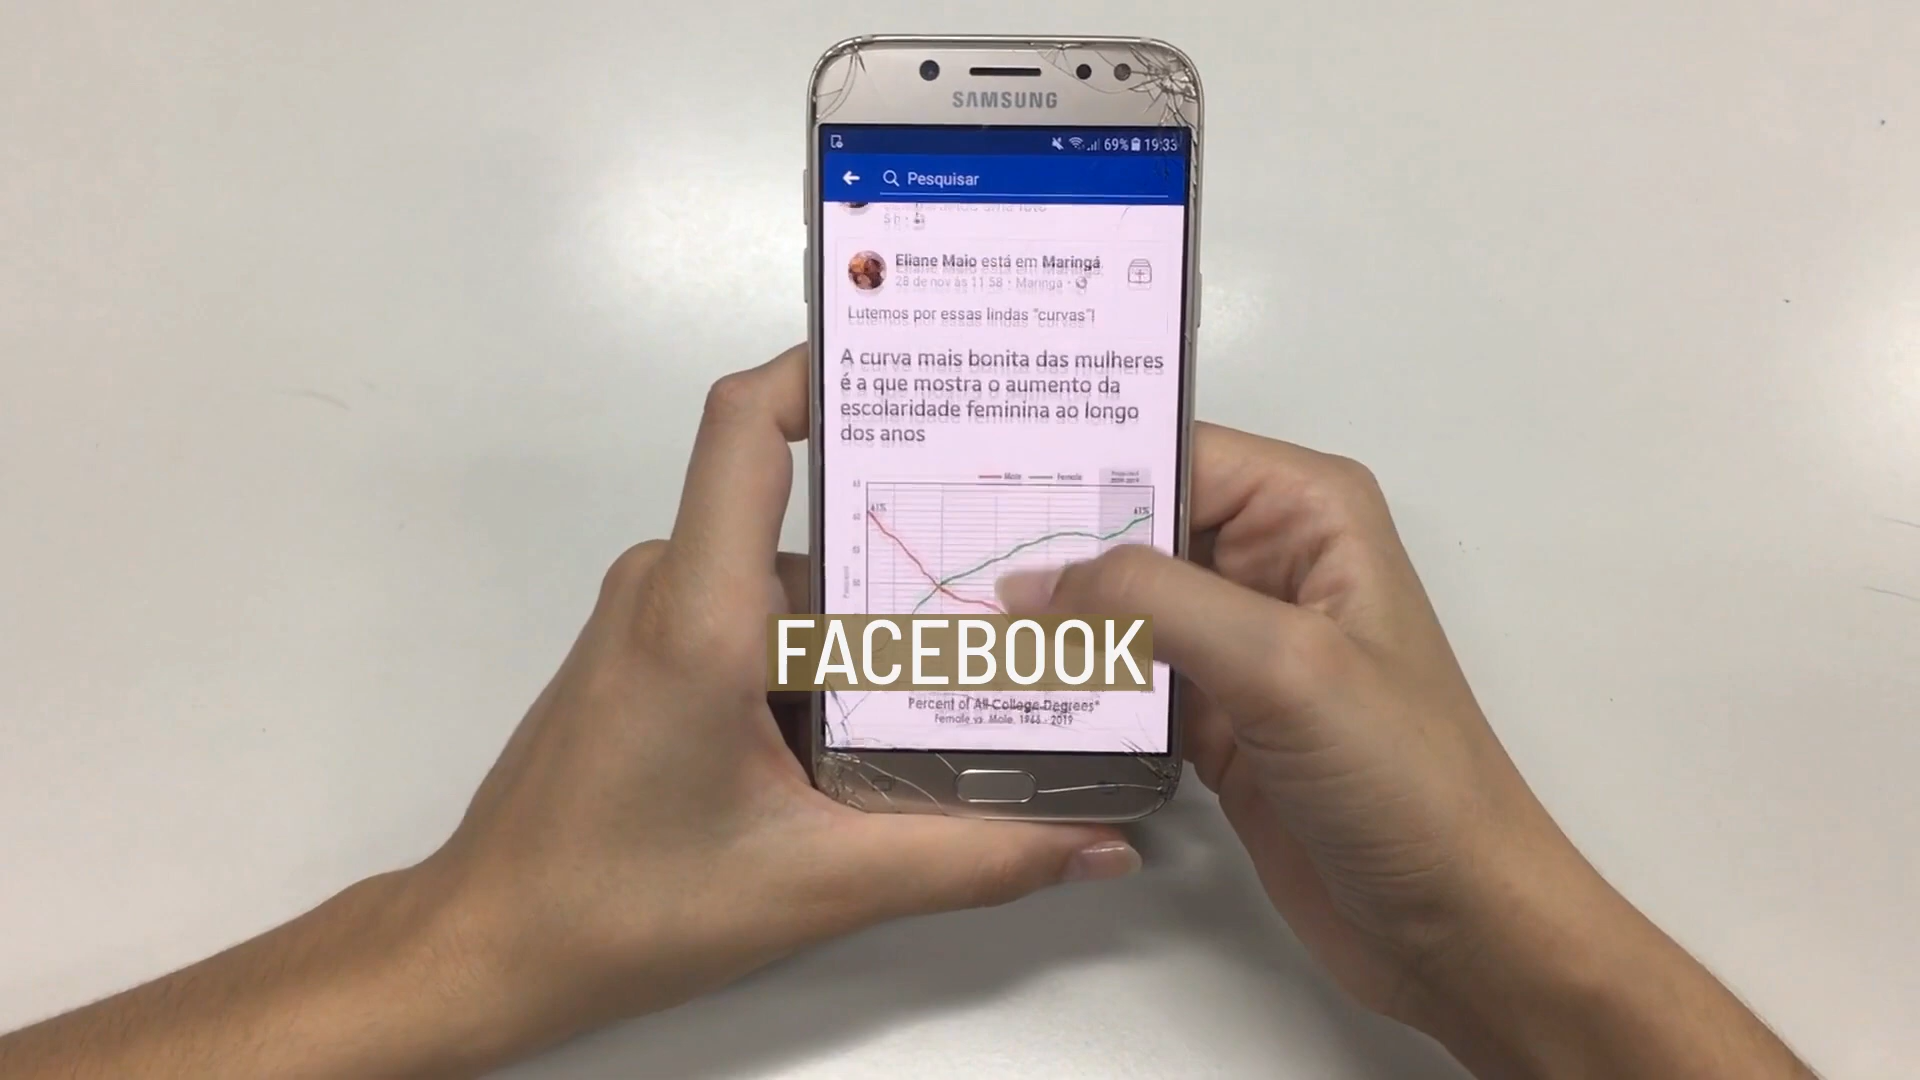 SAMSUNG
69% 19:33
Pesquisar
5 h
Eliane Maio está em Maringá
28 de nov às 11:58 • Maringá •
Lutemos por essas lindas "curvas"!
A curva mais bonita das mulheres
é a que mostra o aumento da
escolaridade feminina ao longo
dos anos
Male Female
61%
61%
FACEBOOK
Percent of All College Degrees*
Female vs. Male, 1966 - 2019